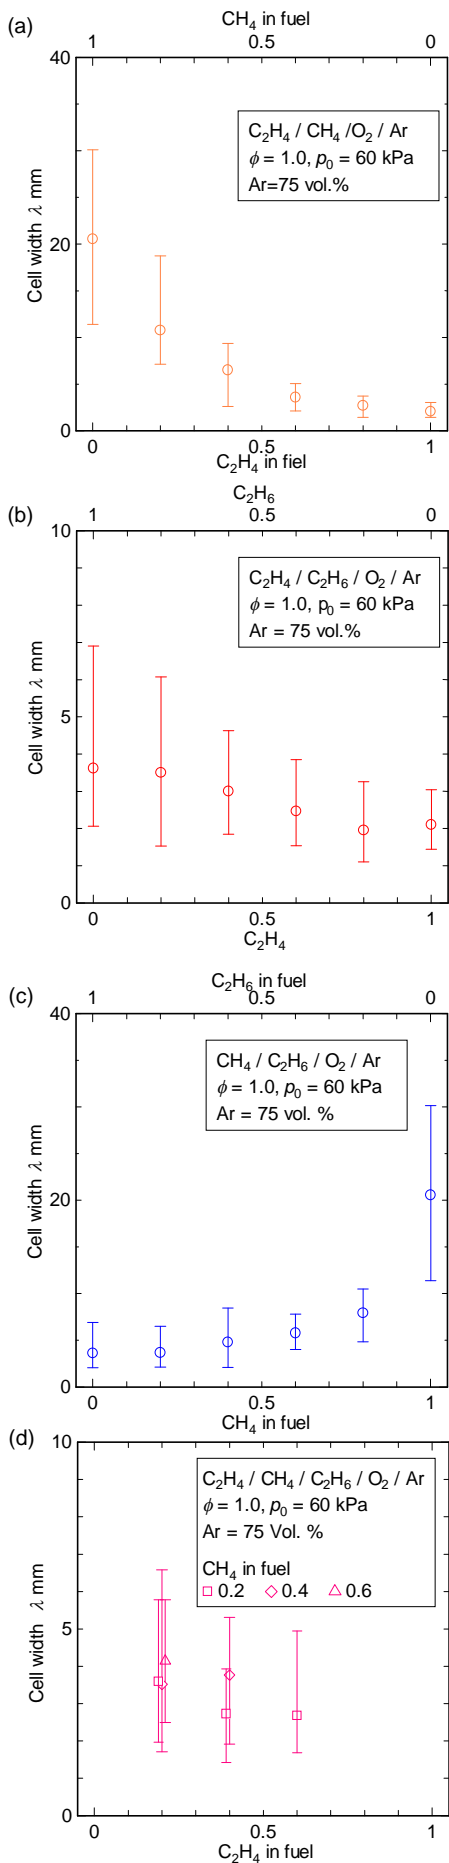 (a)
CH₄ in fuel
1 0.5 0
40
C₂H₄ / CH₄ /O₂ / Ar
ϕ = 1.0, p₀ = 60 kPa
Ar=75 vol.%
Cell width λ mm
20
0
0 0.5 1
C₂H₄ in fiel
C₂H₆
(b)
1 0.5 0
10
C₂H₄ / C₂H₆ / O₂ / Ar
ϕ = 1.0, p₀ = 60 kPa
Ar = 75 vol.%
Cell width λ mm
5
0
0 0.5 1
C₂H₄
C₂H₆ in fuel
(c)
1 0.5 0
40
CH₄ / C₂H₆ / O₂ / Ar
ϕ = 1.0, p₀ = 60 kPa
Ar = 75 vol. %
Cell width λ mm
20
0
0 0.5 1
CH₄ in fuel
(d)
10
C₂H₄ / CH₄ / C₂H₆ / O₂ / Ar
ϕ = 1.0, p₀ = 60 kPa
Ar = 75 Vol. %
CH₄ in fuel
0.2 0.4 0.6
Cell width λ mm
5
0
0 0.5 1
C₂H₄ in fuel